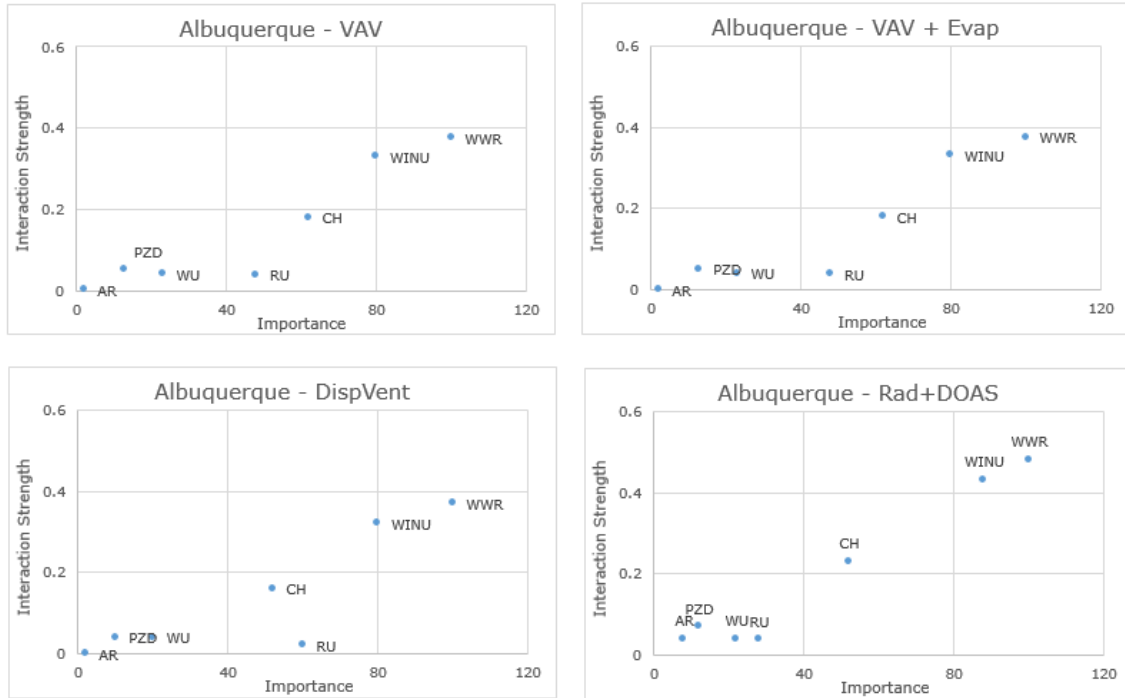 Albuquerque - VAV
0.6
0.4
0.2
0
Interaction Strength
WWR
WINU
CH
PZD
WU
RU
AR
0
40
80
120
Importance
Albuquerque - VAV + Evap
0.6
0.4
0.2
0
Interaction Strength
WWR
WINU
CH
PZD
WU
RU
AR
0
40
80
120
Importance
Albuquerque - DispVent
0.6
0.4
0.2
0
Interaction Strength
WWR
WINU
CH
PZD
WU
RU
AR
0
40
80
120
Importance
Albuquerque - Rad+DOAS
0.6
0.4
0.2
0
Interaction Strength
WWR
WINU
CH
PZD
AR
WU
RU
0
40
80
120
Importance